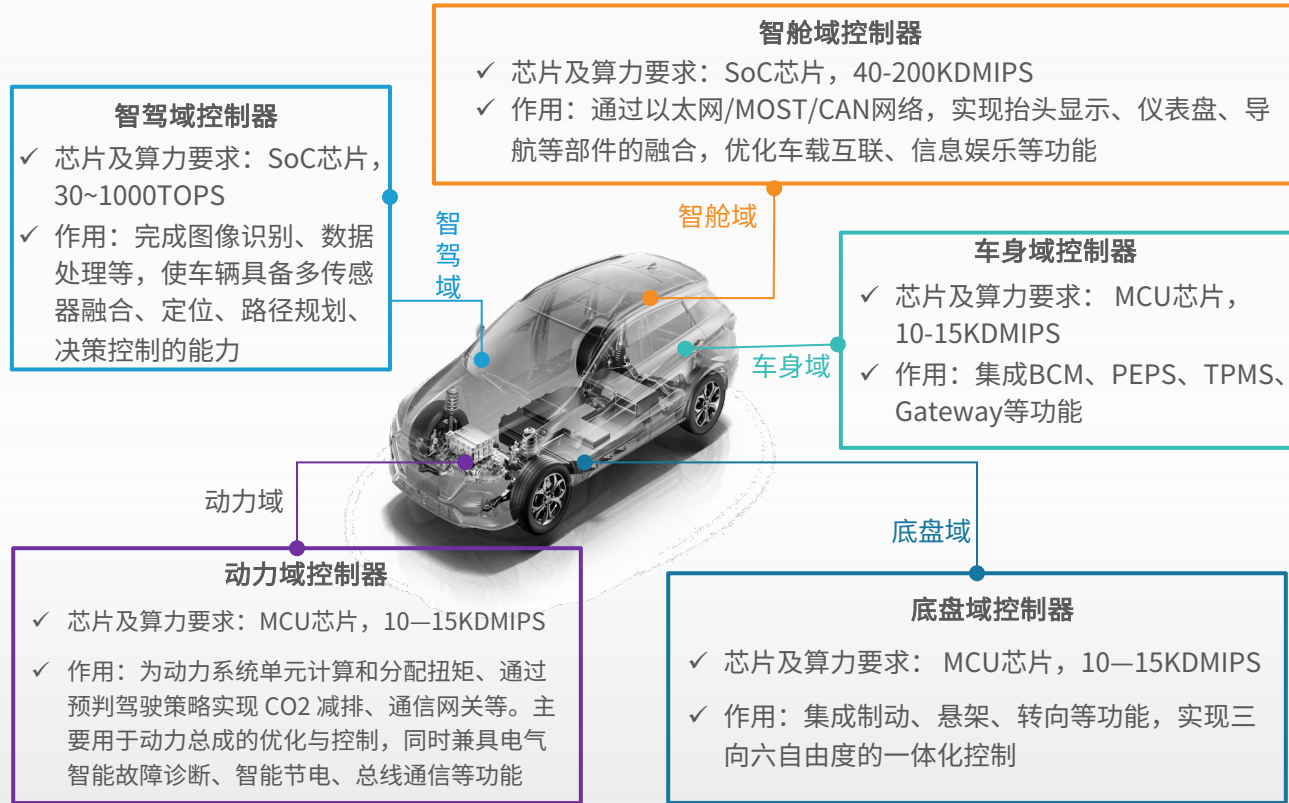 智舱域控制器
✓ 芯片及算力要求：SoC芯片，40-200KDMIPS
✓ 作用：通过以太网/MOST/CAN网络，实现抬头显示、仪表盘、导
航等部件的融合，优化车载互联、信息娱乐等功能
智驾域控制器
✓ 芯片及算力要求：SoC芯片，
30~1000TOPS
✓ 作用：完成图像识别、数据
处理等，使车辆具备多传感
器融合、定位、路径规划、
决策控制的能力
智
驾
域
智舱域
车身域控制器
✓ 芯片及算力要求： MCU芯片，
10-15KDMIPS
✓ 作用：集成BCM、PEPS、TPMS、
Gateway等功能
车身域
动力域
底盘域
动力域控制器
✓ 芯片及算力要求：MCU芯片，10—15KDMIPS
✓ 作用：为动力系统单元计算和分配扭矩、通过
预判驾驶策略实现 CO2 减排、通信网关等。主
要用于动力总成的优化与控制，同时兼具电气
智能故障诊断、智能节电、总线通信等功能
底盘域控制器
✓ 芯片及算力要求： MCU芯片，10—15KDMIPS
✓ 作用：集成制动、悬架、转向等功能，实现三
向六自由度的一体化控制